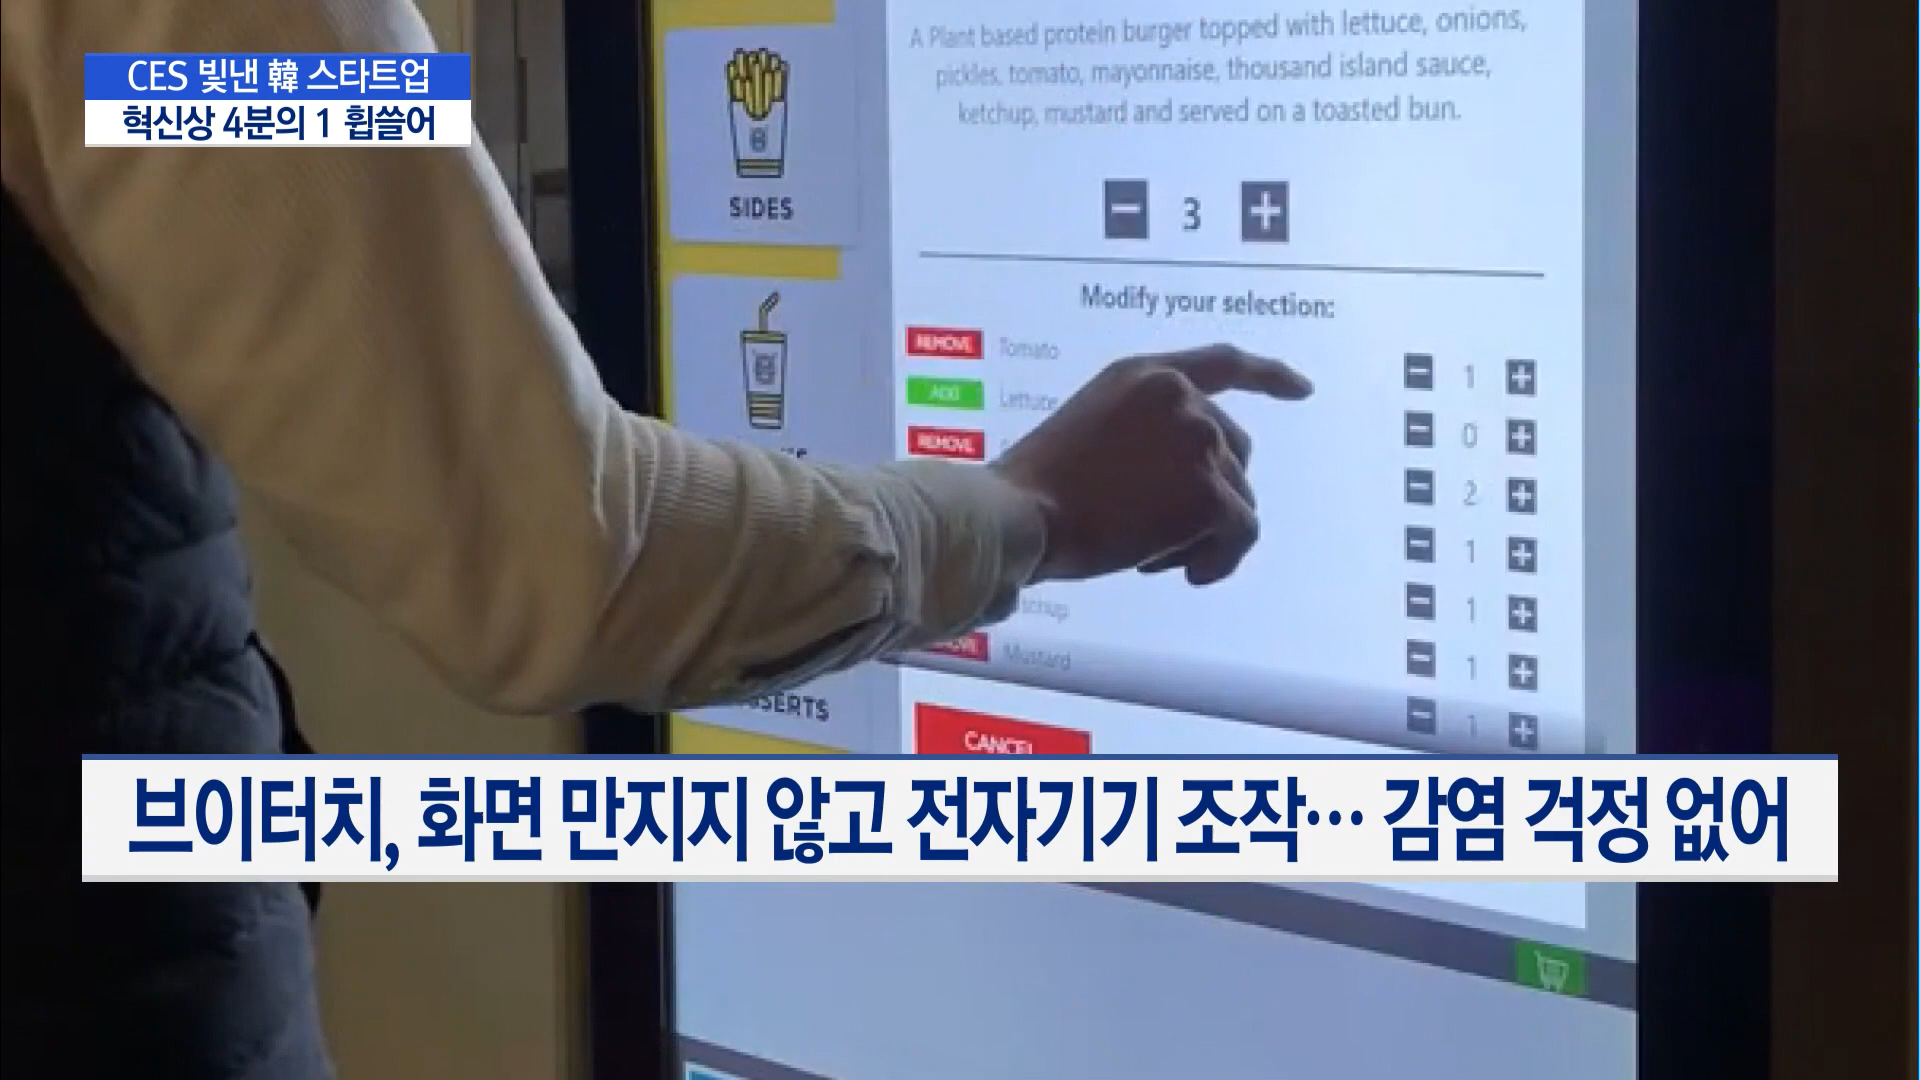 CES 빛낸 韓 스타트업
혁신상 4분의 1 휩쓸어
A Plant based protein burger topped with lettuce, onions,
pickles, tomato, mayonnaise, thousand island sauce,
ketchup, mustard and served on a toasted bun.
SIDES
3
Modify your selection:
REMOVE Tomato 1
ADD Lettuce 0
REMOVE 2
1
1
Mustard 1
1
CANCEL
브이터치, 화면 만지지 않고 전자기기 조작… 감염 걱정 없어